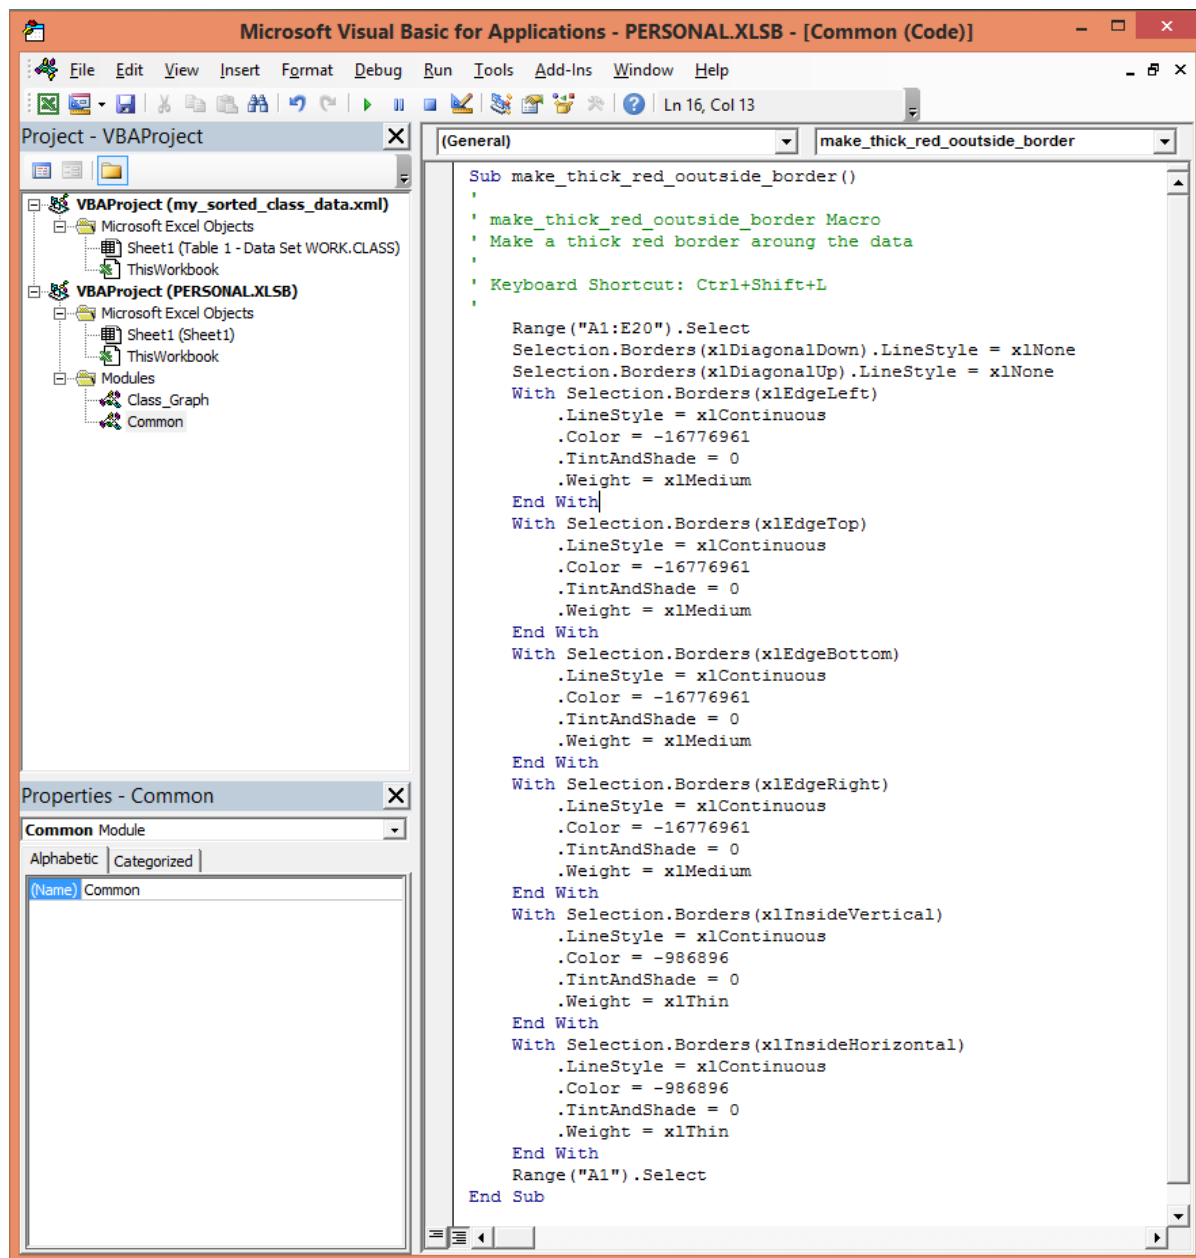 Microsoft Visual Basic for Applications - PERSONAL.XLSB - [Common (Code)]
File Edit View Insert Format Debug Run Tools Add-Ins Window Help
Ln 16, Col 13
Project - VBAProject
VBAProject (my_sorted_class_data.xml)
Microsoft Excel Objects
Sheet1 (Table 1 - Data Set WORK.CLASS)
ThisWorkbook
VBAProject (PERSONAL.XLSB)
Microsoft Excel Objects
Sheet1 (Sheet1)
ThisWorkbook
Modules
Class_Graph
Common
Properties - Common
Common Module
Alphabetic Categorized
(Name) Common
(General) make_thick_red_ooutside_border
Sub make_thick_red_ooutside_border()
'
' make_thick_red_ooutside_border Macro
' Make a thick red border aroung the data
'
' Keyboard Shortcut: Ctrl+Shift+L
'
    Range("A1:E20").Select
    Selection.Borders(xlDiagonalDown).LineStyle = xlNone
    Selection.Borders(xlDiagonalUp).LineStyle = xlNone
    With Selection.Borders(xlEdgeLeft)
        .LineStyle = xlContinuous
        .Color = -16776961
        .TintAndShade = 0
        .Weight = xlMedium
    End With
    With Selection.Borders(xlEdgeTop)
        .LineStyle = xlContinuous
        .Color = -16776961
        .TintAndShade = 0
        .Weight = xlMedium
    End With
    With Selection.Borders(xlEdgeBottom)
        .LineStyle = xlContinuous
        .Color = -16776961
        .TintAndShade = 0
        .Weight = xlMedium
    End With
    With Selection.Borders(xlEdgeRight)
        .LineStyle = xlContinuous
        .Color = -16776961
        .TintAndShade = 0
        .Weight = xlMedium
    End With
    With Selection.Borders(xlInsideVertical)
        .LineStyle = xlContinuous
        .Color = -986896
        .TintAndShade = 0
        .Weight = xlThin
    End With
    With Selection.Borders(xlInsideHorizontal)
        .LineStyle = xlContinuous
        .Color = -986896
        .TintAndShade = 0
        .Weight = xlThin
    End With
    Range("A1").Select
End Sub